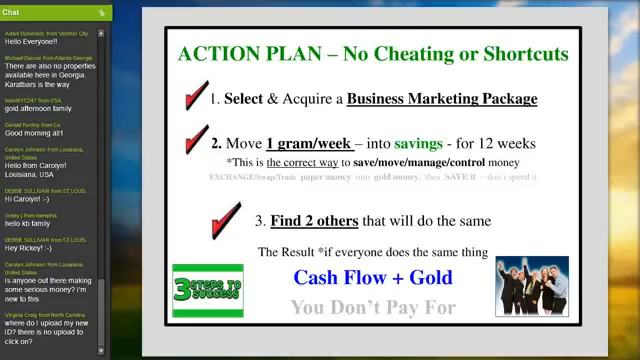 Chat
Adam Dickerson from Ventnor City
Hello Everyone!!
Michael Dalcoe from Atlanta Georgia
There are also no properties
available here in Georgia.
Karatbars is the way
from USA
gold afternoon family.
Gerald Puntley from Ca
Good morning all1
Carolyn Johnson from Louisiana,
United States
Hello from Carolyn!
Louisiana, USA
DEBBIE SULLIVAN from ST. LOUIS
Hi Carolyn! :-)
rickey j from memphis
hello kb family
DEBBIE SULLIVAN from ST. LOUIS
Hey Rickey! :-)
Carolyn Johnson from Louisiana,
United States
Is anyone out there making
some serious money? I'm
new to this
Virginia Craig from North Carolina
where do I upload my new
ID? there is no upload to
click on?
ACTION PLAN – No Cheating or Shortcuts
1. Select & Acquire a Business Marketing Package
2. Move 1 gram/week – into savings - for 12 weeks
*This is the correct way to save/move/manage/control money
EXCHANGE/Swap/Trade paper money into gold money, then SAVE it – don't spend it
3. Find 2 others that will do the same
The Result *if everyone does the same thing
3 STEPS TO
SUCCESS
Cash Flow + Gold
You Don't Pay For